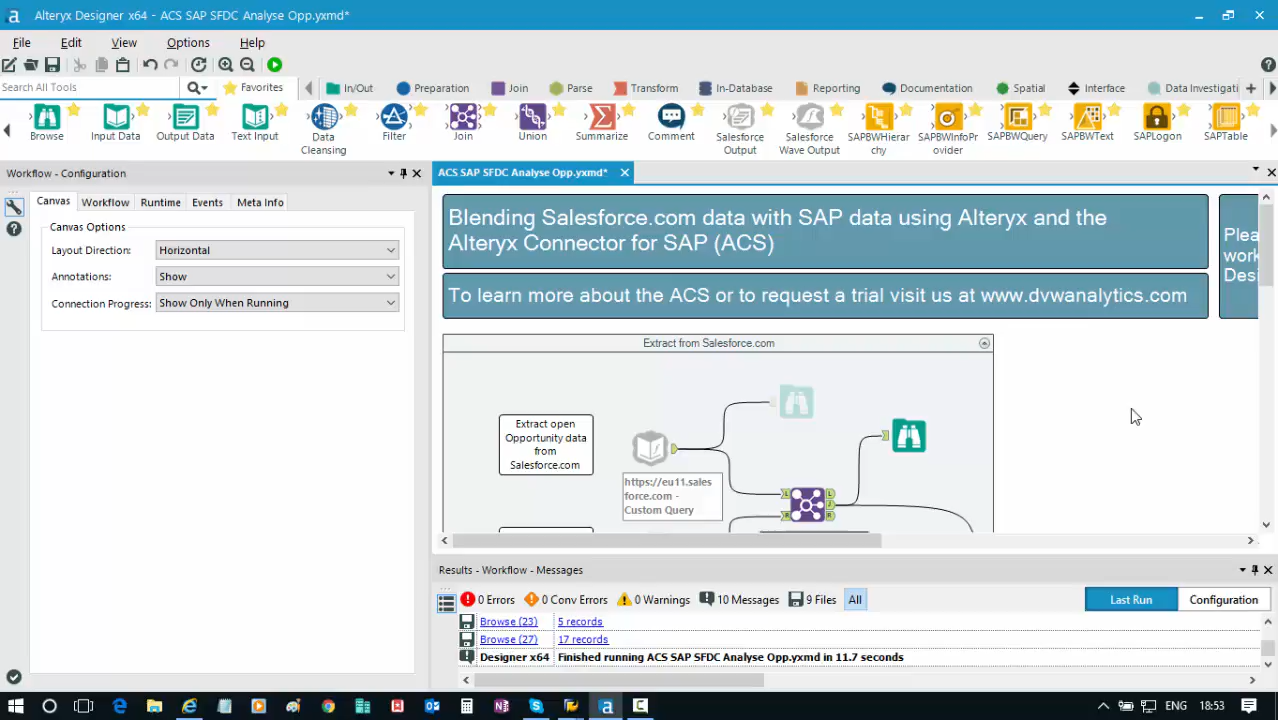 Alteryx Designer x64 - ACS SAP SFDC Analyse Opp.yxmd*
File Edit View Options Help
Search All Tools
Favorites
In/Out
Preparation
Join
Parse
Transform
In-Database
Reporting
Documentation
Spatial
Interface
Data Investigati
Browse
Input Data
Output Data
Text Input
Data
Cleansing
Filter
Join
Union
Summarize
Comment
Salesforce
Output
Salesforce
Wave Output
SAPBWHierar
chy
SAPBWInfoPro
vider
SAPBWQuery
SAPBWText
SAPLogon
SAPTable
Workflow - Configuration
ACS SAP SFDC Analyse Opp.yxmd*
Canvas Workflow Runtime Events Meta Info
Canvas Options
Layout Direction: Horizontal
Annotations: Show
Connection Progress: Show Only When Running
Blending Salesforce.com data with SAP data using Alteryx and the
Alteryx Connector for SAP (ACS)
Plea
work
Desi
To learn more about the ACS or to request a trial visit us at www.dvwanalytics.com
Extract from Salesforce.com
Extract open
Opportunity data
from
Salesforce.com
https://eu11.sales
force.com -
Custom Query
L
R
L
J
R
Results - Workflow - Messages
0 Errors 0 Conv Errors 0 Warnings 10 Messages 9 Files All
Last Run Configuration
Browse (23) 5 records
Browse (27) 17 records
Designer x64 Finished running ACS SAP SFDC Analyse Opp.yxmd in 11.7 seconds
ENG 18:53